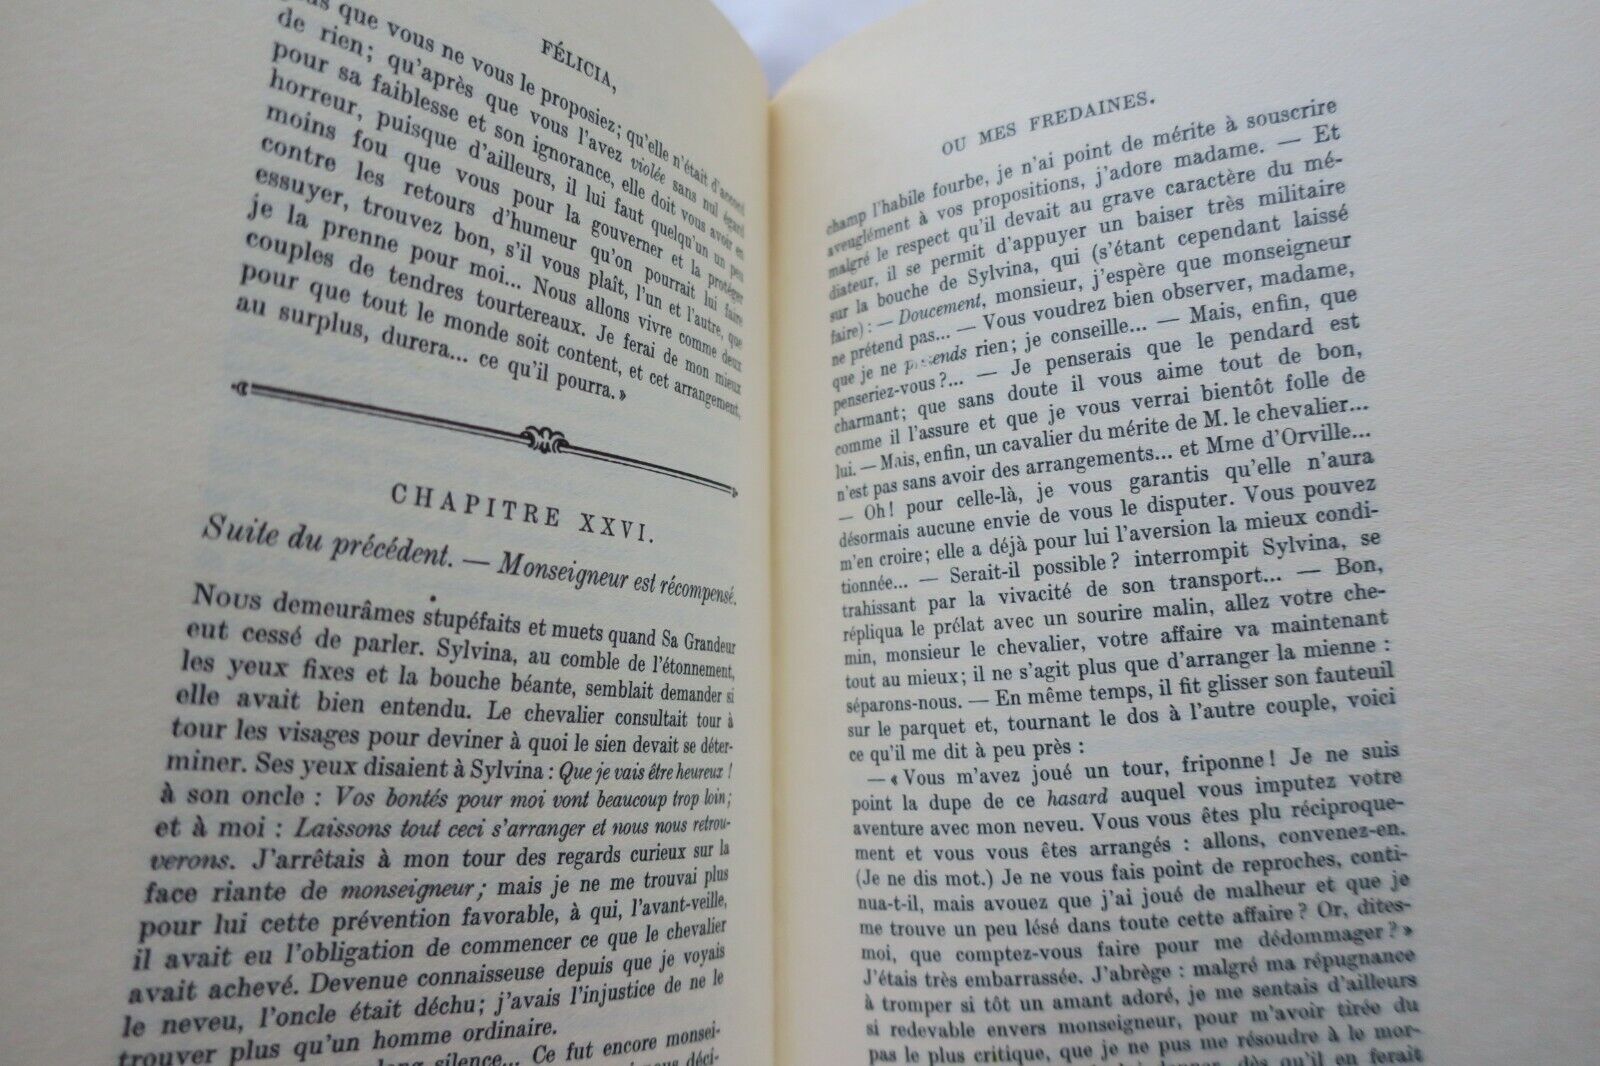 FÉLICIA,
que vous ne vous le proposiez; qu'elle n'était d'accord
de rien; qu'après que vous l'avez violée sans nul égard
pour sa faiblesse et son ignorance, elle doit vous avoir en
horreur, puisque d'ailleurs, il lui faut quelqu'un un peu
moins fou que vous pour la gouverner et la protéger
contre les retours d'humeur qu'on pourrait lui faire
essuyer, trouvez bon, s'il vous plaît, l'un et l'autre, que
je la prenne pour moi... Nous allons vivre comme deux
couples de tendres tourtereaux. Je ferai de mon mieux
pour que tout le monde soit content, et cet arrangement,
au surplus, durera... ce qu'il pourra. »
CHAPITRE XXVI.
Suite du précédent. — Monseigneur est récompensé.
Nous demeurâmes stupéfaits et muets quand Sa Grandeur
eut cessé de parler. Sylvina, au comble de l'étonnement,
les yeux fixes et la bouche béante, semblait demander si
elle avait bien entendu. Le chevalier consultait tour à
tour les visages pour deviner à quoi le sien devait se déter-
miner. Ses yeux disaient à Sylvina : Que je vais être heureux !
à son oncle : Vos bontés pour moi vont beaucoup trop loin;
et à moi : Laissons tout ceci s'arranger et nous nous retrou-
verons. J'arrêtais à mon tour des regards curieux sur la
face riante de monseigneur; mais je ne me trouvai plus
pour lui cette prévention favorable, à qui, l'avant-veille,
il avait eu l'obligation de commencer ce que le chevalier
avait achevé. Devenue connaisseuse depuis que je voyais
le neveu, l'oncle était déchu; j'avais l'injustice de ne le
trouver plus qu'un homme ordinaire.
long silence... Ce fut encore monsei-
OU MES FREDAINES.
champ l'habile fourbe, je n'ai point de mérite à souscrire
aveuglément à vos propositions, j'adore madame. — Et
malgré le respect qu'il devait au grave caractère du mé-
diateur, il se permit d'appuyer un baiser très militaire
sur la bouche de Sylvina, qui (s'étant cependant laissé
faire) : — Doucement, monsieur, j'espère que monseigneur
ne prétend pas... — Vous voudrez bien observer, madame,
que je ne prétends rien; je conseille... — Mais, enfin, que
penseriez-vous?... — Je penserais que le pendard est
charmant; que sans doute il vous aime tout de bon,
comme il l'assure et que je vous verrai bientôt folle de
lui. — Mais, enfin, un cavalier du mérite de M. le chevalier...
n'est pas sans avoir des arrangements... et Mme d'Orville...
— Oh! pour celle-là, je vous garantis qu'elle n'aura
désormais aucune envie de vous le disputer. Vous pouvez
m'en croire; elle a déjà pour lui l'aversion la mieux condi-
tionnée... — Serait-il possible? interrompit Sylvina, se
trahissant par la vivacité de son transport... — Bon,
répliqua le prélat avec un sourire malin, allez votre che-
min, monsieur le chevalier, votre affaire va maintenant
tout au mieux; il ne s'agit plus que d'arranger la mienne :
séparons-nous. — En même temps, il fit glisser son fauteuil
sur le parquet et, tournant le dos à l'autre couple, voici
ce qu'il me dit à peu près :
— « Vous m'avez joué un tour, friponne! Je ne suis
point la dupe de ce hasard auquel vous imputez votre
aventure avec mon neveu. Vous vous êtes plu réciproque-
ment et vous vous êtes arrangés : allons, convenez-en.
(Je ne dis mot.) Je ne vous fais point de reproches, conti-
nua-t-il, mais avouez que j'ai joué de malheur et que je
me trouve un peu lésé dans toute cette affaire? Or, dites-
moi, que comptez-vous faire pour me dédommager? »
J'étais très embarrassée. J'abrège : malgré ma répugnance
à tromper si tôt un amant adoré, je me sentais d'ailleurs
si redevable envers monseigneur, pour m'avoir tirée du
pas le plus critique, que je ne pus me résoudre à le mor-
dès qu'il en ferait